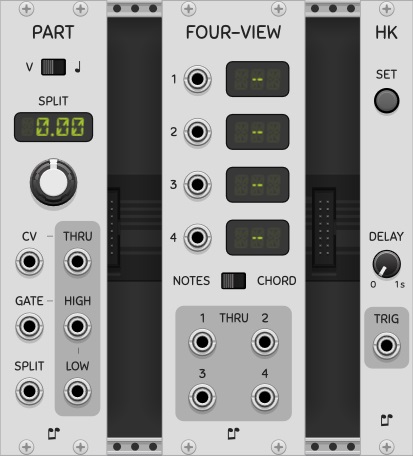 PART
V ♩
SPLIT
0.00
CV THRU
GATE HIGH
SPLIT LOW
FOUR-VIEW
1 --
2 --
3 --
4 --
NOTES CHORD
1 THRU 2
3 4
HK
SET
DELAY
0 1s
TRIG